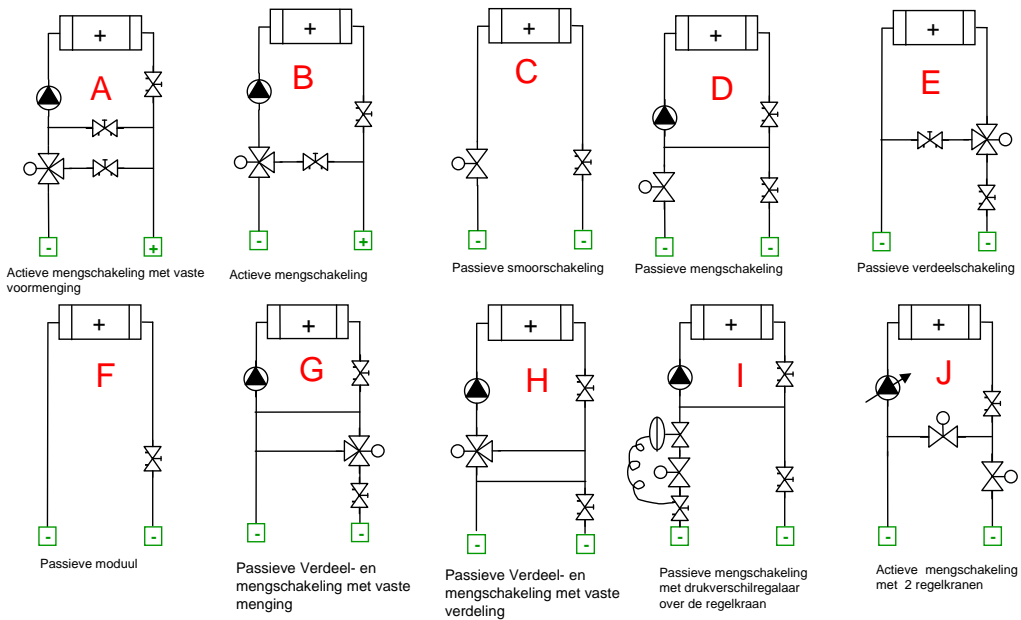 + + + + +
A B C D E
- + - + - - - - - -
Actieve mengschakeling met vaste
voormenging
Actieve mengschakeling
Passieve smoorschakeling
Passieve mengschakeling
Passieve verdeelschakeling
+ + + + +
F G H I J
- - - - - - - - - -
Passieve moduul
Passieve Verdeel- en
mengschakeling met vaste
menging
Passieve Verdeel- en
mengschakeling met vaste
verdeling
Passieve mengschakeling
met drukverschilregalaar
over de regelkraan
Actieve mengschakeling
met 2 regelkranen